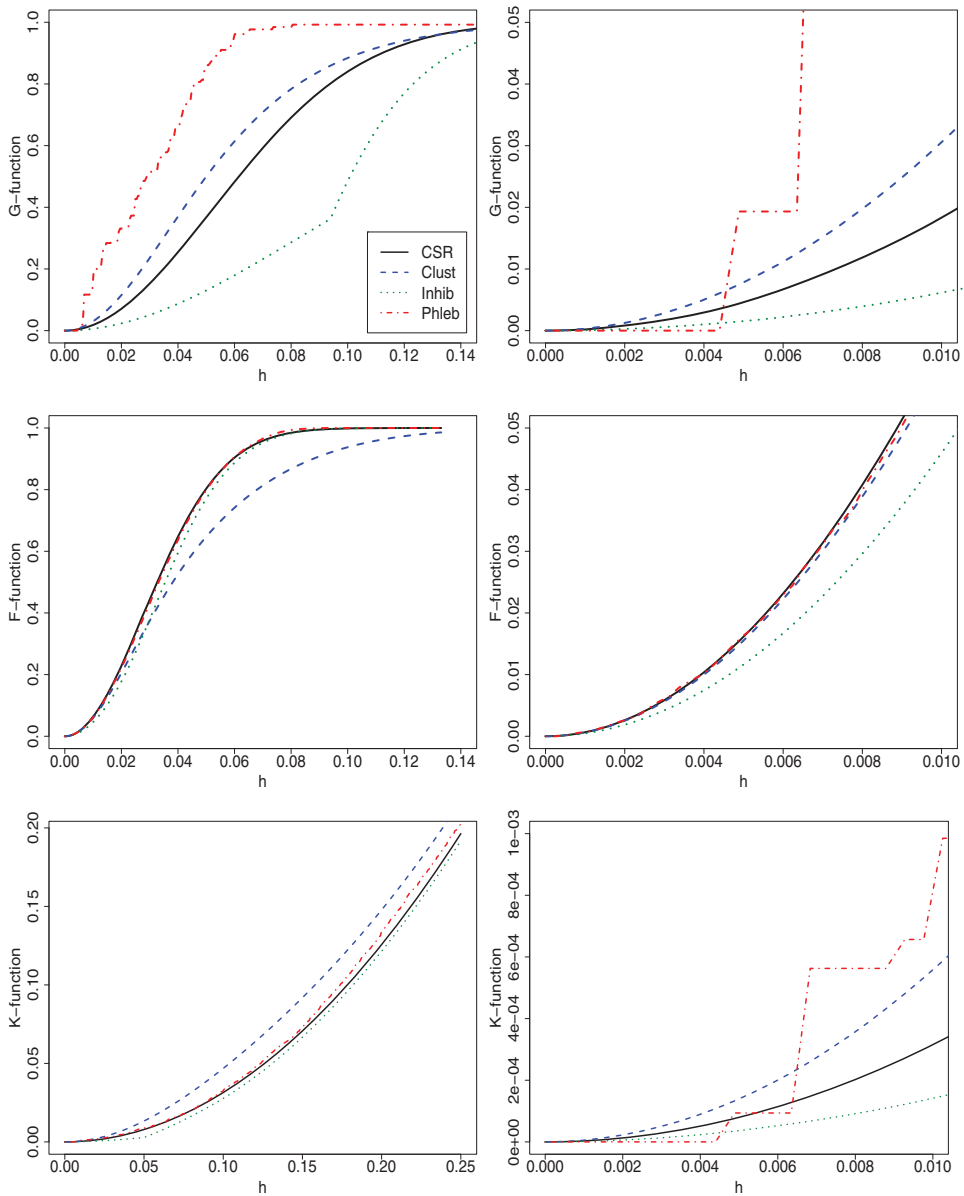 G−function
0.0 0.2 0.4 0.6 0.8 1.0
0.00 0.02 0.04 0.06 0.08 0.10 0.12 0.14
h
CSR
Clust
Inhib
Phleb
G−function
0.00 0.01 0.02 0.03 0.04 0.05
0.000 0.002 0.004 0.006 0.008 0.010
h
F−function
0.0 0.2 0.4 0.6 0.8 1.0
0.00 0.02 0.04 0.06 0.08 0.10 0.12 0.14
h
F−function
0.00 0.01 0.02 0.03 0.04 0.05
0.000 0.002 0.004 0.006 0.008 0.010
h
K−function
0.00 0.05 0.10 0.15 0.20
0.00 0.05 0.10 0.15 0.20 0.25
h
K−function
0e+00 2e−04 4e−04 6e−04 8e−04 1e−03
0.000 0.002 0.004 0.006 0.008 0.010
h